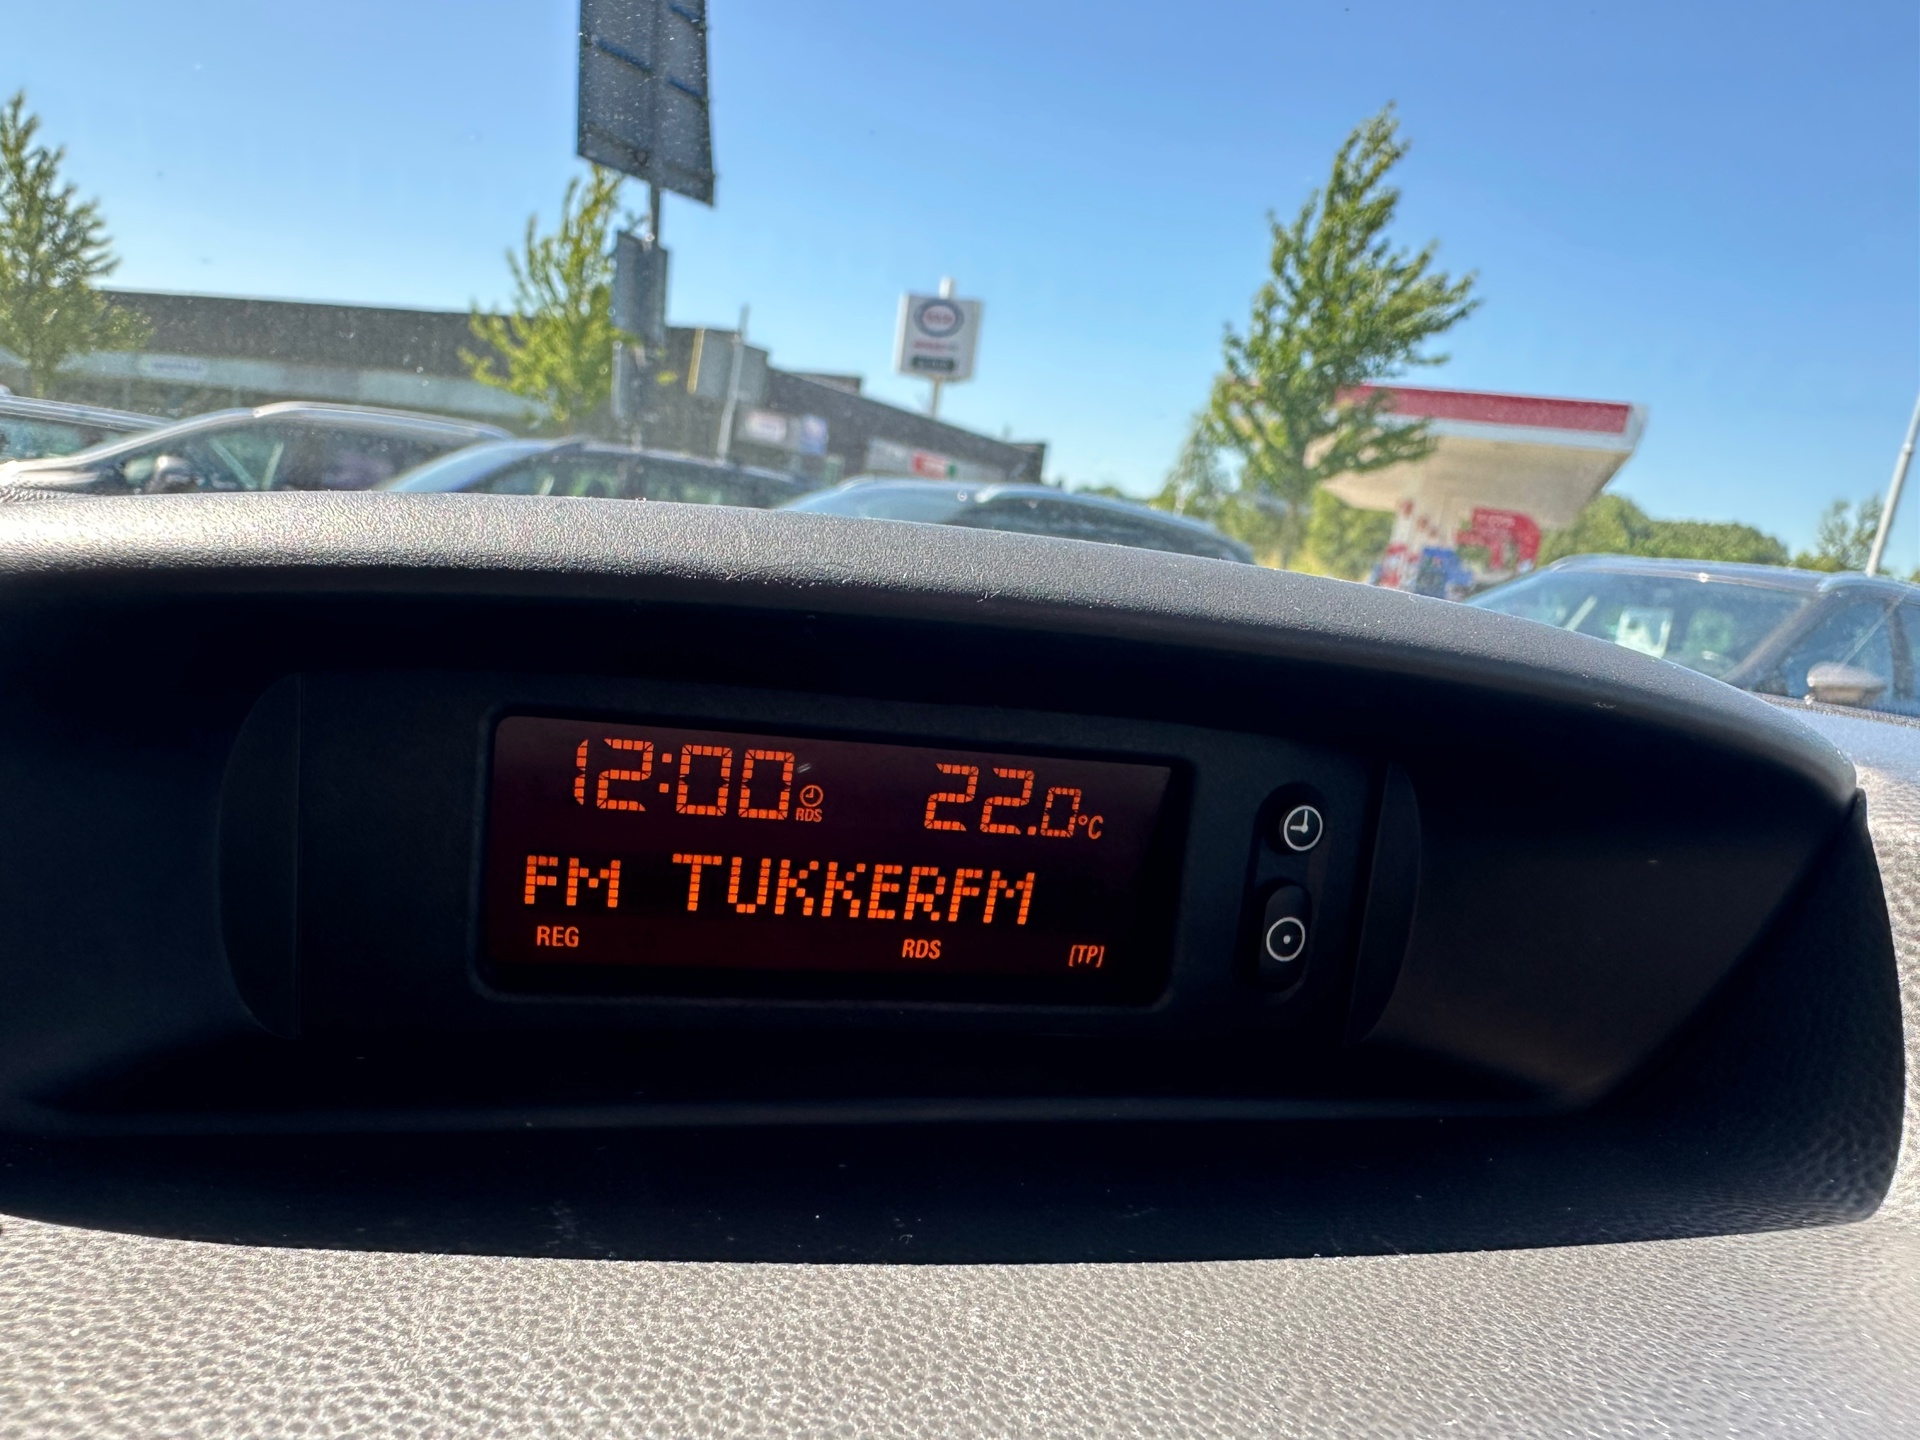 12:00 RDS 22.0°C
FM TUKKERFM
REG RDS [TP]